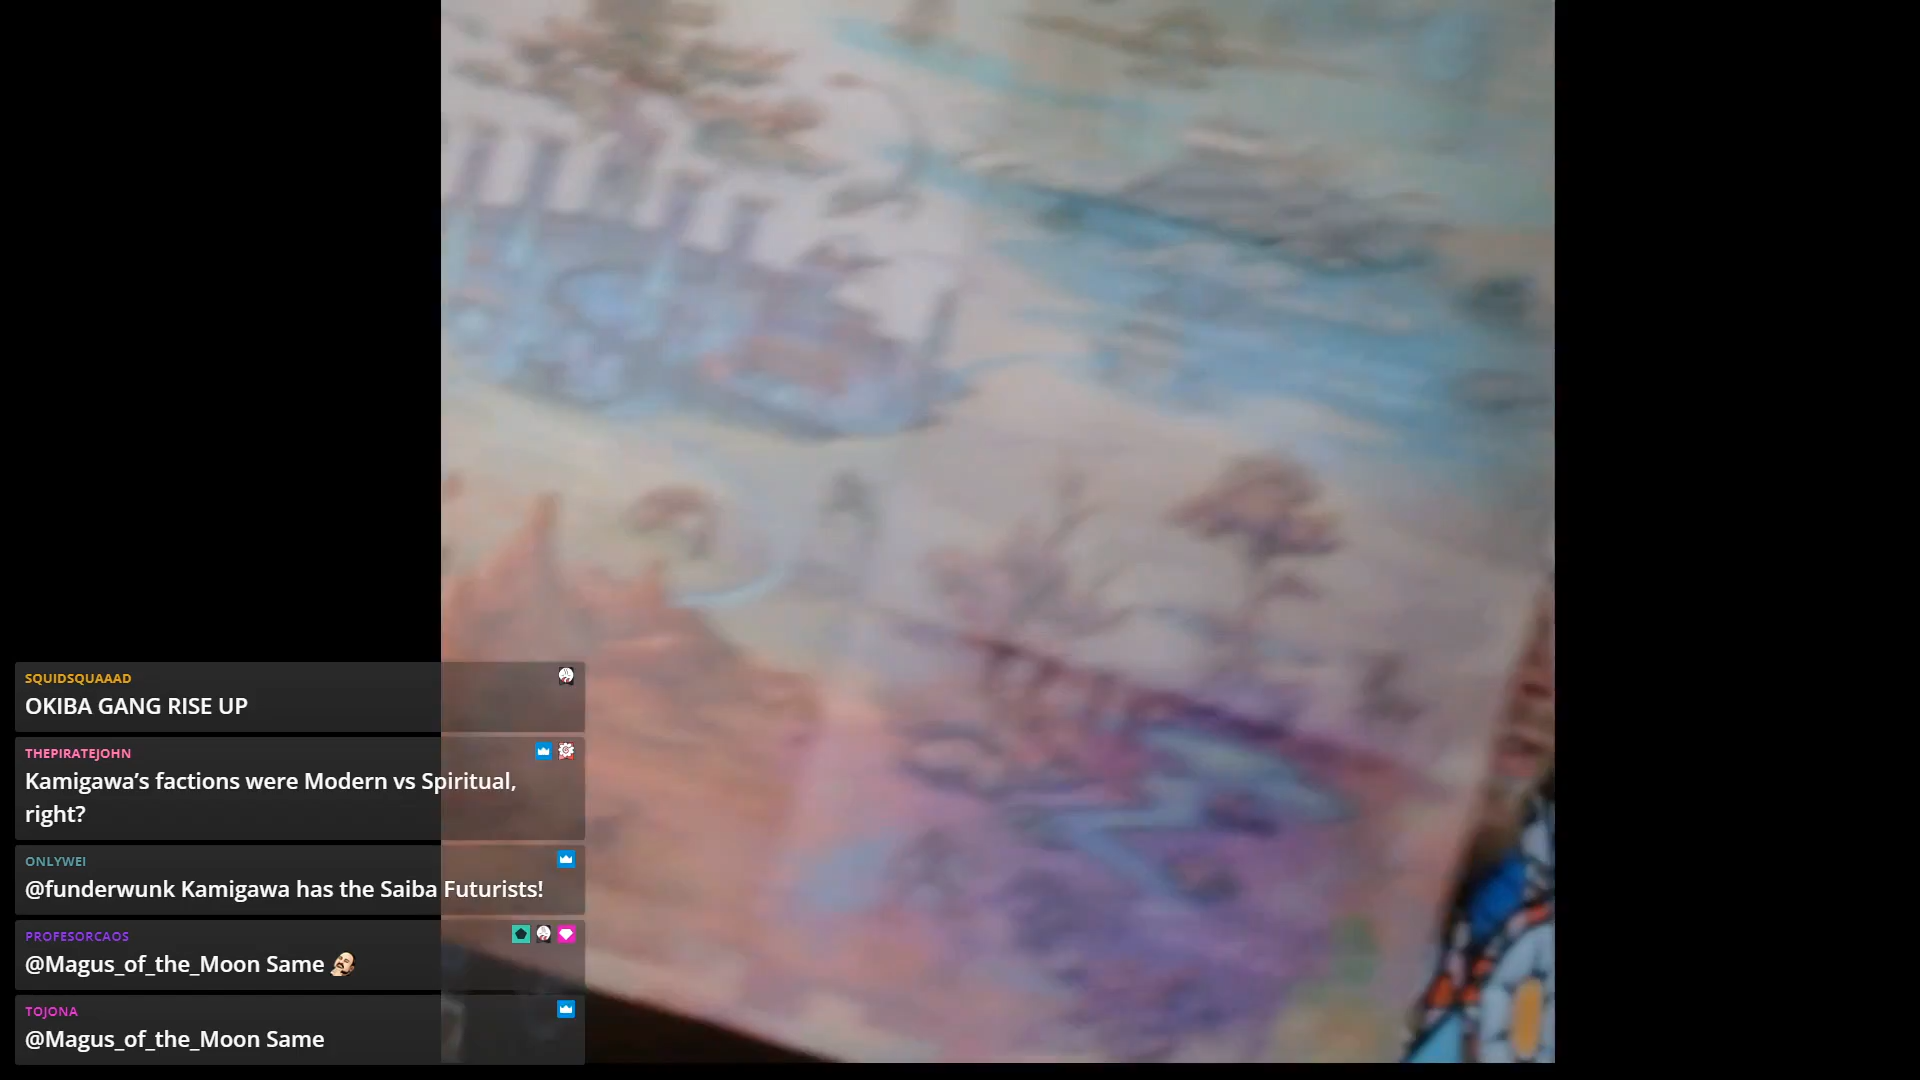 SQUIDSQUAAAD
OKIBA GANG RISE UP
THEPIRATEJOHN
Kamigawa’s factions were Modern vs Spiritual,
right?
ONLYWEI
@funderwunk Kamigawa has the Saiba Futurists!
PROFESORCAOS
@Magus_of_the_Moon Same
TOJONA
@Magus_of_the_Moon Same